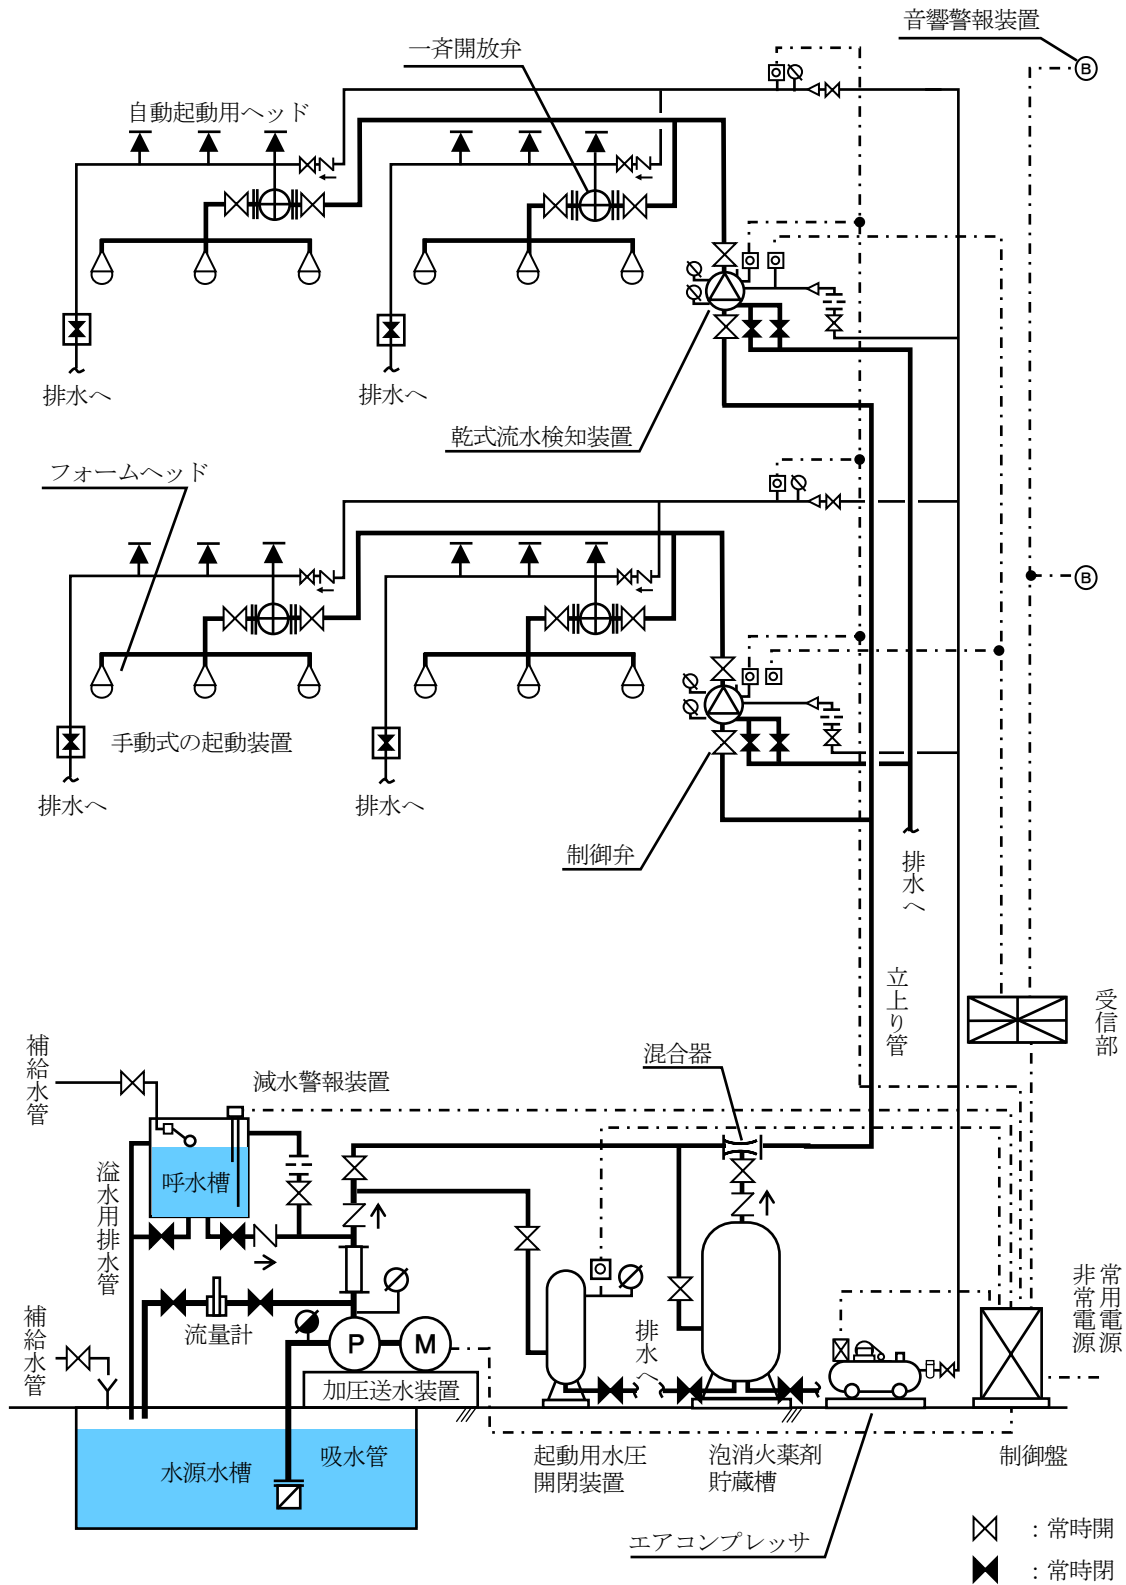 音響警報装置
B
一斉開放弁
自動起動用ヘッド
排水へ
排水へ
乾式流水検知装置
フォームヘッド
B
手動式の起動装置
排水へ
排水へ
制御弁
排水へ
立上り管
受信部
補給水管
減水警報装置
混合器
呼水槽
溢水用排水管
流量計
補給水管
P
M
加圧送水装置
排水へ
非常電源
常用電源
吸水管
水源水槽
起動用水圧
開閉装置
泡消火薬剤
貯蔵槽
制御盤
エアコンプレッサ
：常時開
：常時閉